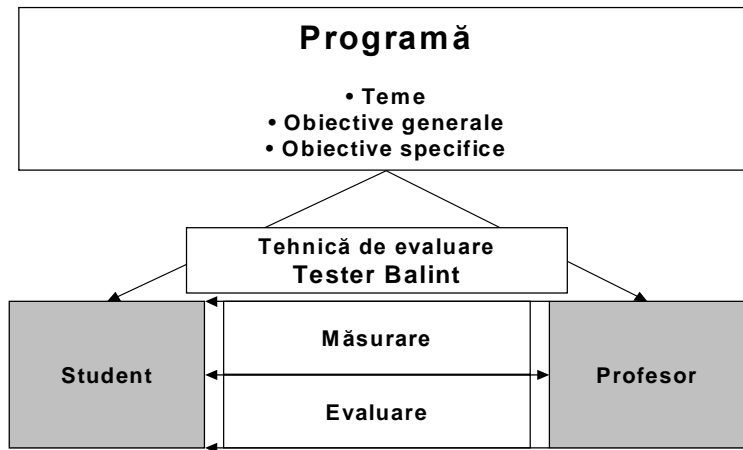 Programă
• Teme
• Obiective generale
• Obiective specifice
Tehnică de evaluare
Tester Balint
Măsurare
Student
Profesor
Evaluare